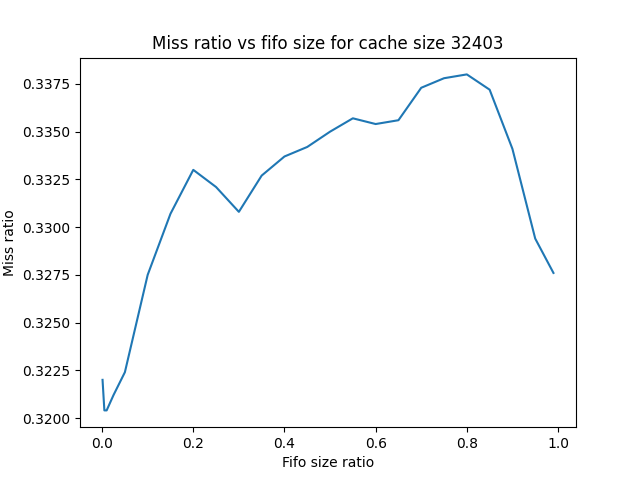 Miss ratio vs fifo size for cache size 32403
Miss ratio
0.3375
0.3350
0.3325
0.3300
0.3275
0.3250
0.3225
0.3200
0.0 0.2 0.4 0.6 0.8 1.0
Fifo size ratio